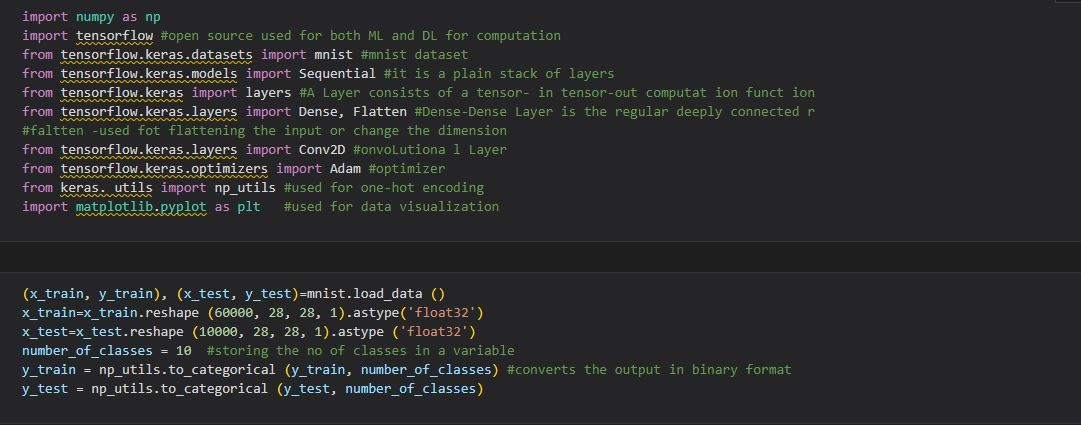 import numpy as np
import tensorflow #open source used for both ML and DL for computation
from tensorflow.keras.datasets import mnist #mnist dataset
from tensorflow.keras.models import Sequential #it is a plain stack of layers
from tensorflow.keras import layers #A Layer consists of a tensor- in tensor-out computat ion funct ion
from tensorflow.keras.layers import Dense, Flatten #Dense-Dense Layer is the regular deeply connected r
#faltten -used fot flattening the input or change the dimension
from tensorflow.keras.layers import Conv2D #onvoLutiona l Layer
from tensorflow.keras.optimizers import Adam #optimizer
from keras. utils import np_utils #used for one-hot encoding
import matplotlib.pyplot as plt   #used for data visualization
(x_train, y_train), (x_test, y_test)=mnist.load_data ()
x_train=x_train.reshape (60000, 28, 28, 1).astype('float32')
x_test=x_test.reshape (10000, 28, 28, 1).astype ('float32')
number_of_classes = 10  #storing the no of classes in a variable
y_train = np_utils.to_categorical (y_train, number_of_classes) #converts the output in binary format
y_test = np_utils.to_categorical (y_test, number_of_classes)